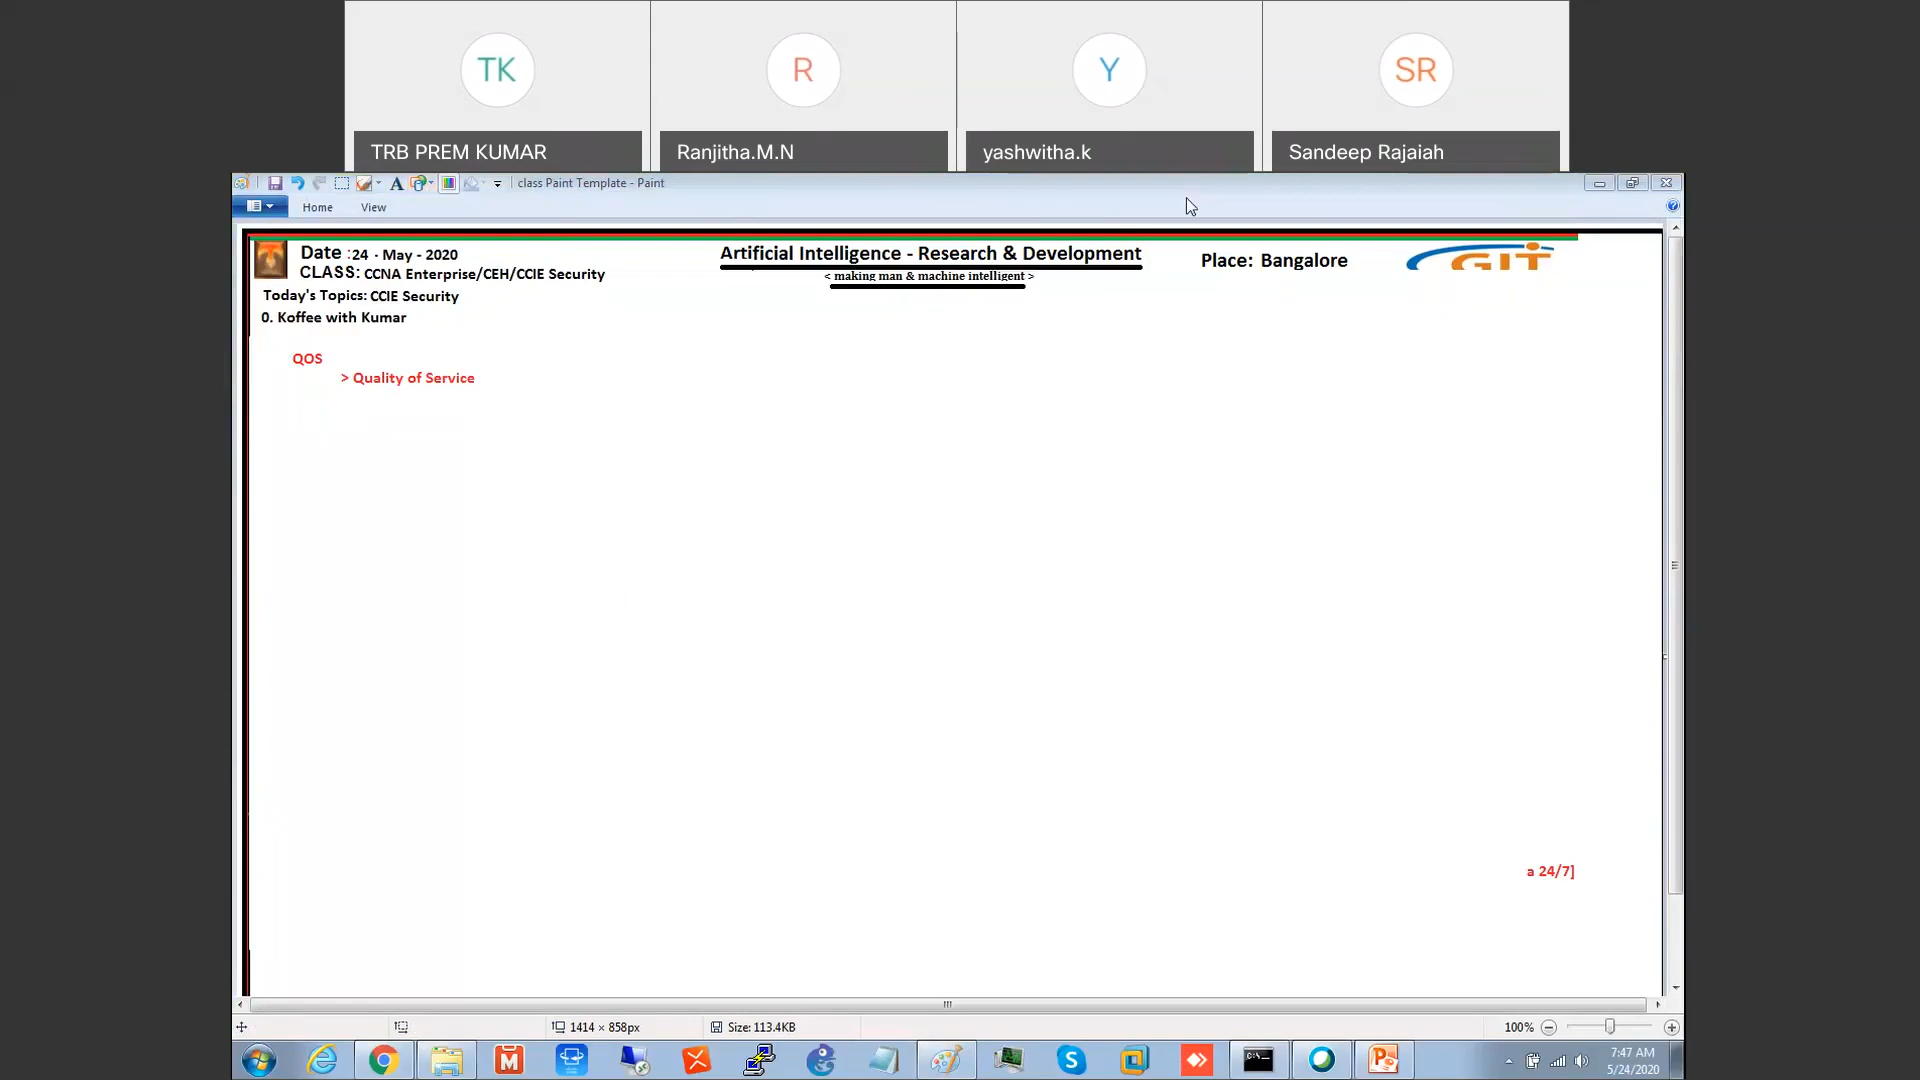 TK
R
Y
SR
TRB PREM KUMAR
Ranjitha.M.N
yashwitha.k
Sandeep Rajaiah
class Paint Template - Paint
Home
View
Date : 24 - May - 2020
Artificial Intelligence - Research & Development
Place: Bangalore
GIT
CLASS: CCNA Enterprise/CEH/CCIE Security
< making man & machine intelligent >
Today's Topics: CCIE Security
0. Koffee with Kumar
QOS
> Quality of Service
a 24/7]
1414 × 858px
Size: 113.4KB
100%
7:47 AM
5/24/2020